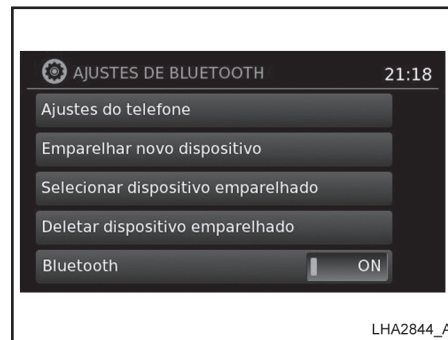 AJUSTES DE BLUETOOTH 21:18
Ajustes do telefone
Emparelhar novo dispositivo
Selecionar dispositivo emparelhado
Deletar dispositivo emparelhado
Bluetooth ON
LHA2844_A